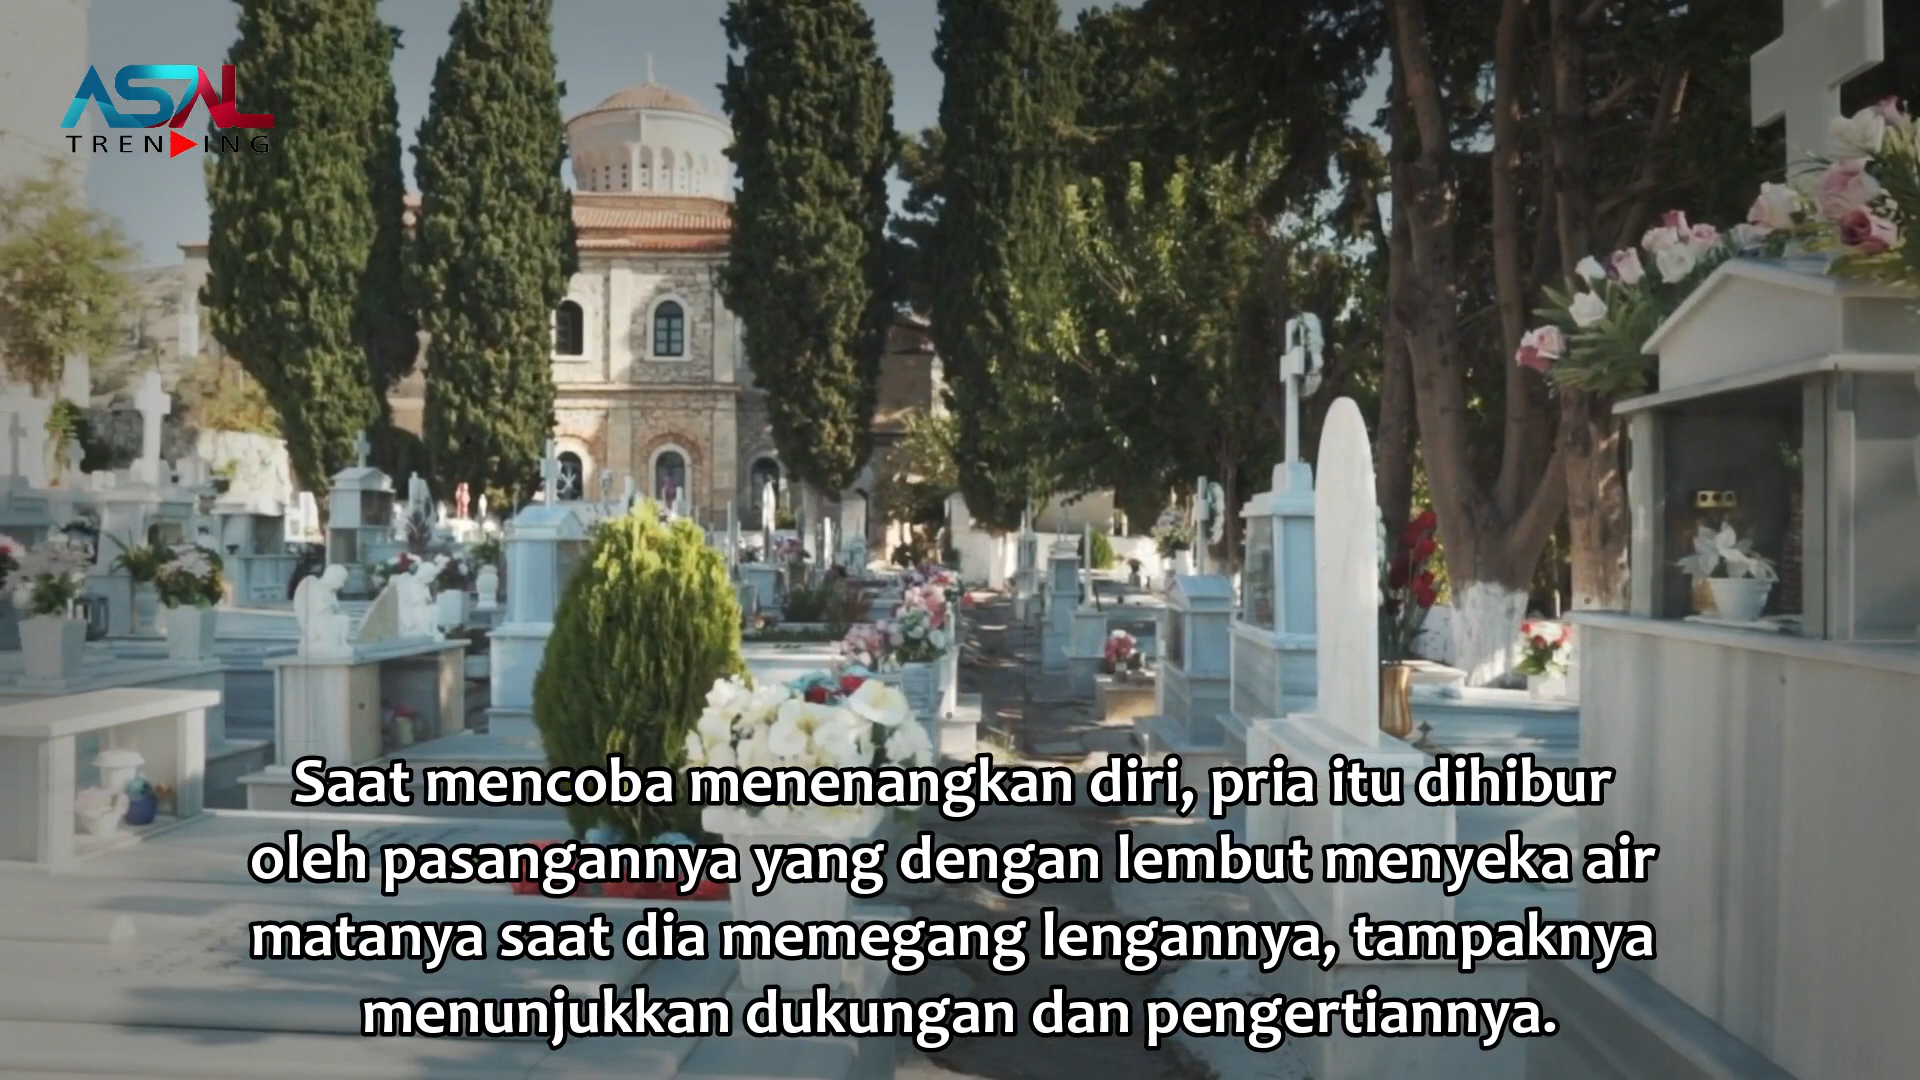 ASAL
TRENDING
Saat mencoba menenangkan diri, pria itu dihibur
oleh pasangannya yang dengan lembut menyeka air
matanya saat dia memegang lengannya, tampaknya
menunjukkan dukungan dan pengertiannya.